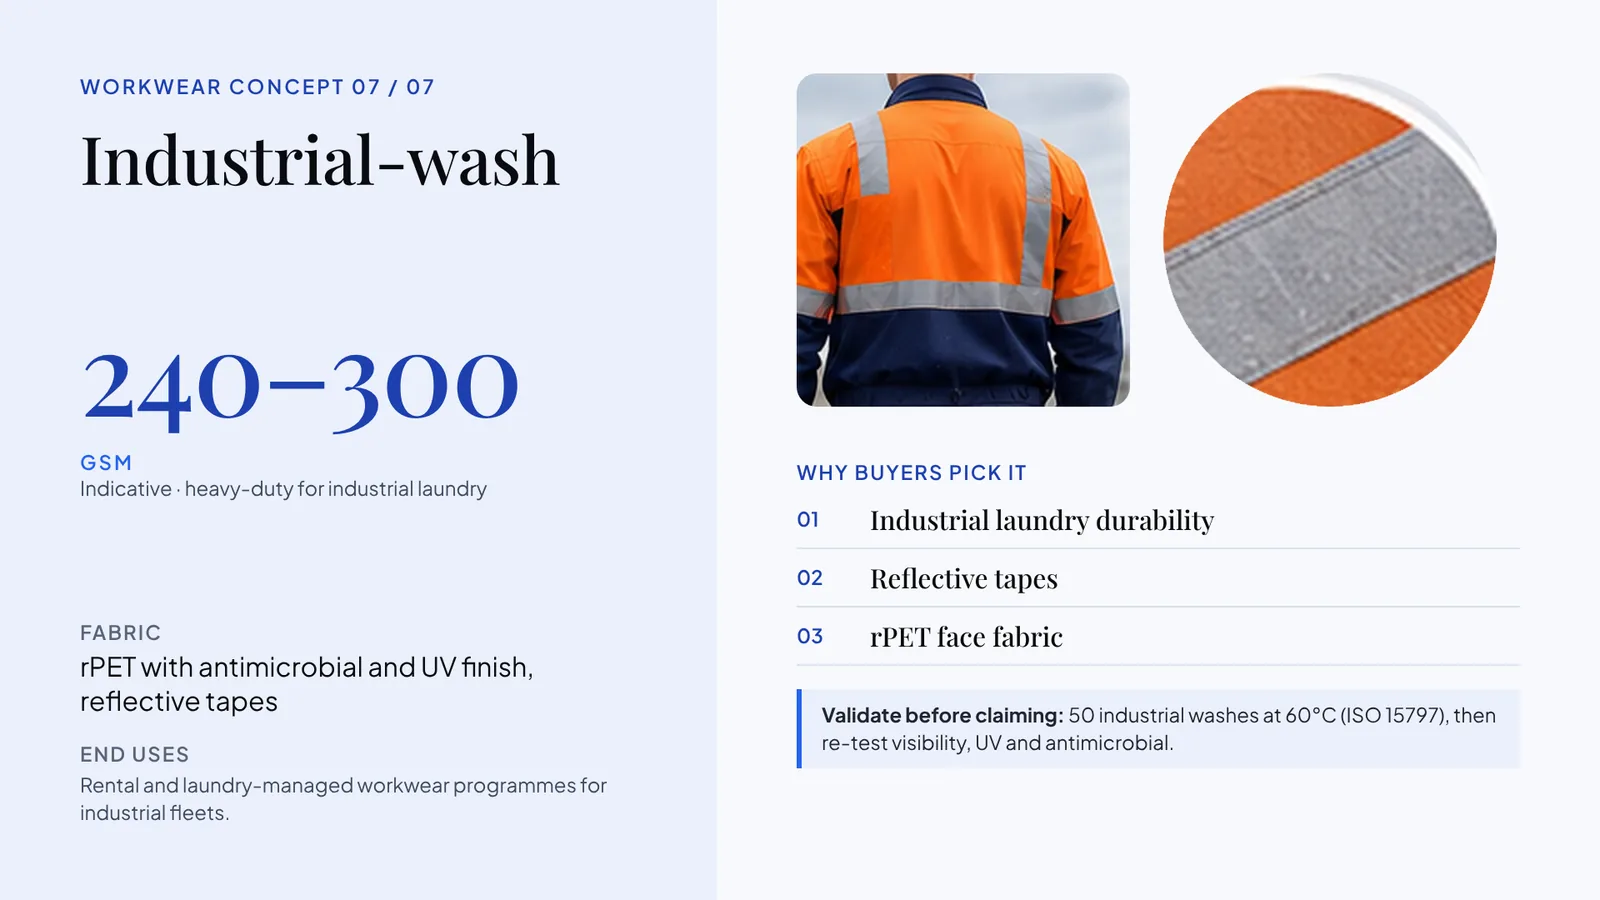 WORKWEAR CONCEPT 07 / 07
Industrial-wash
240–300
GSM
Indicative · heavy-duty for industrial laundry
FABRIC
rPET with antimicrobial and UV finish,
reflective tapes
END USES
Rental and laundry-managed workwear programmes for
industrial fleets.
WHY BUYERS PICK IT
01 Industrial laundry durability
02 Reflective tapes
03 rPET face fabric
Validate before claiming: 50 industrial washes at 60°C (ISO 15797), then
re-test visibility, UV and antimicrobial.